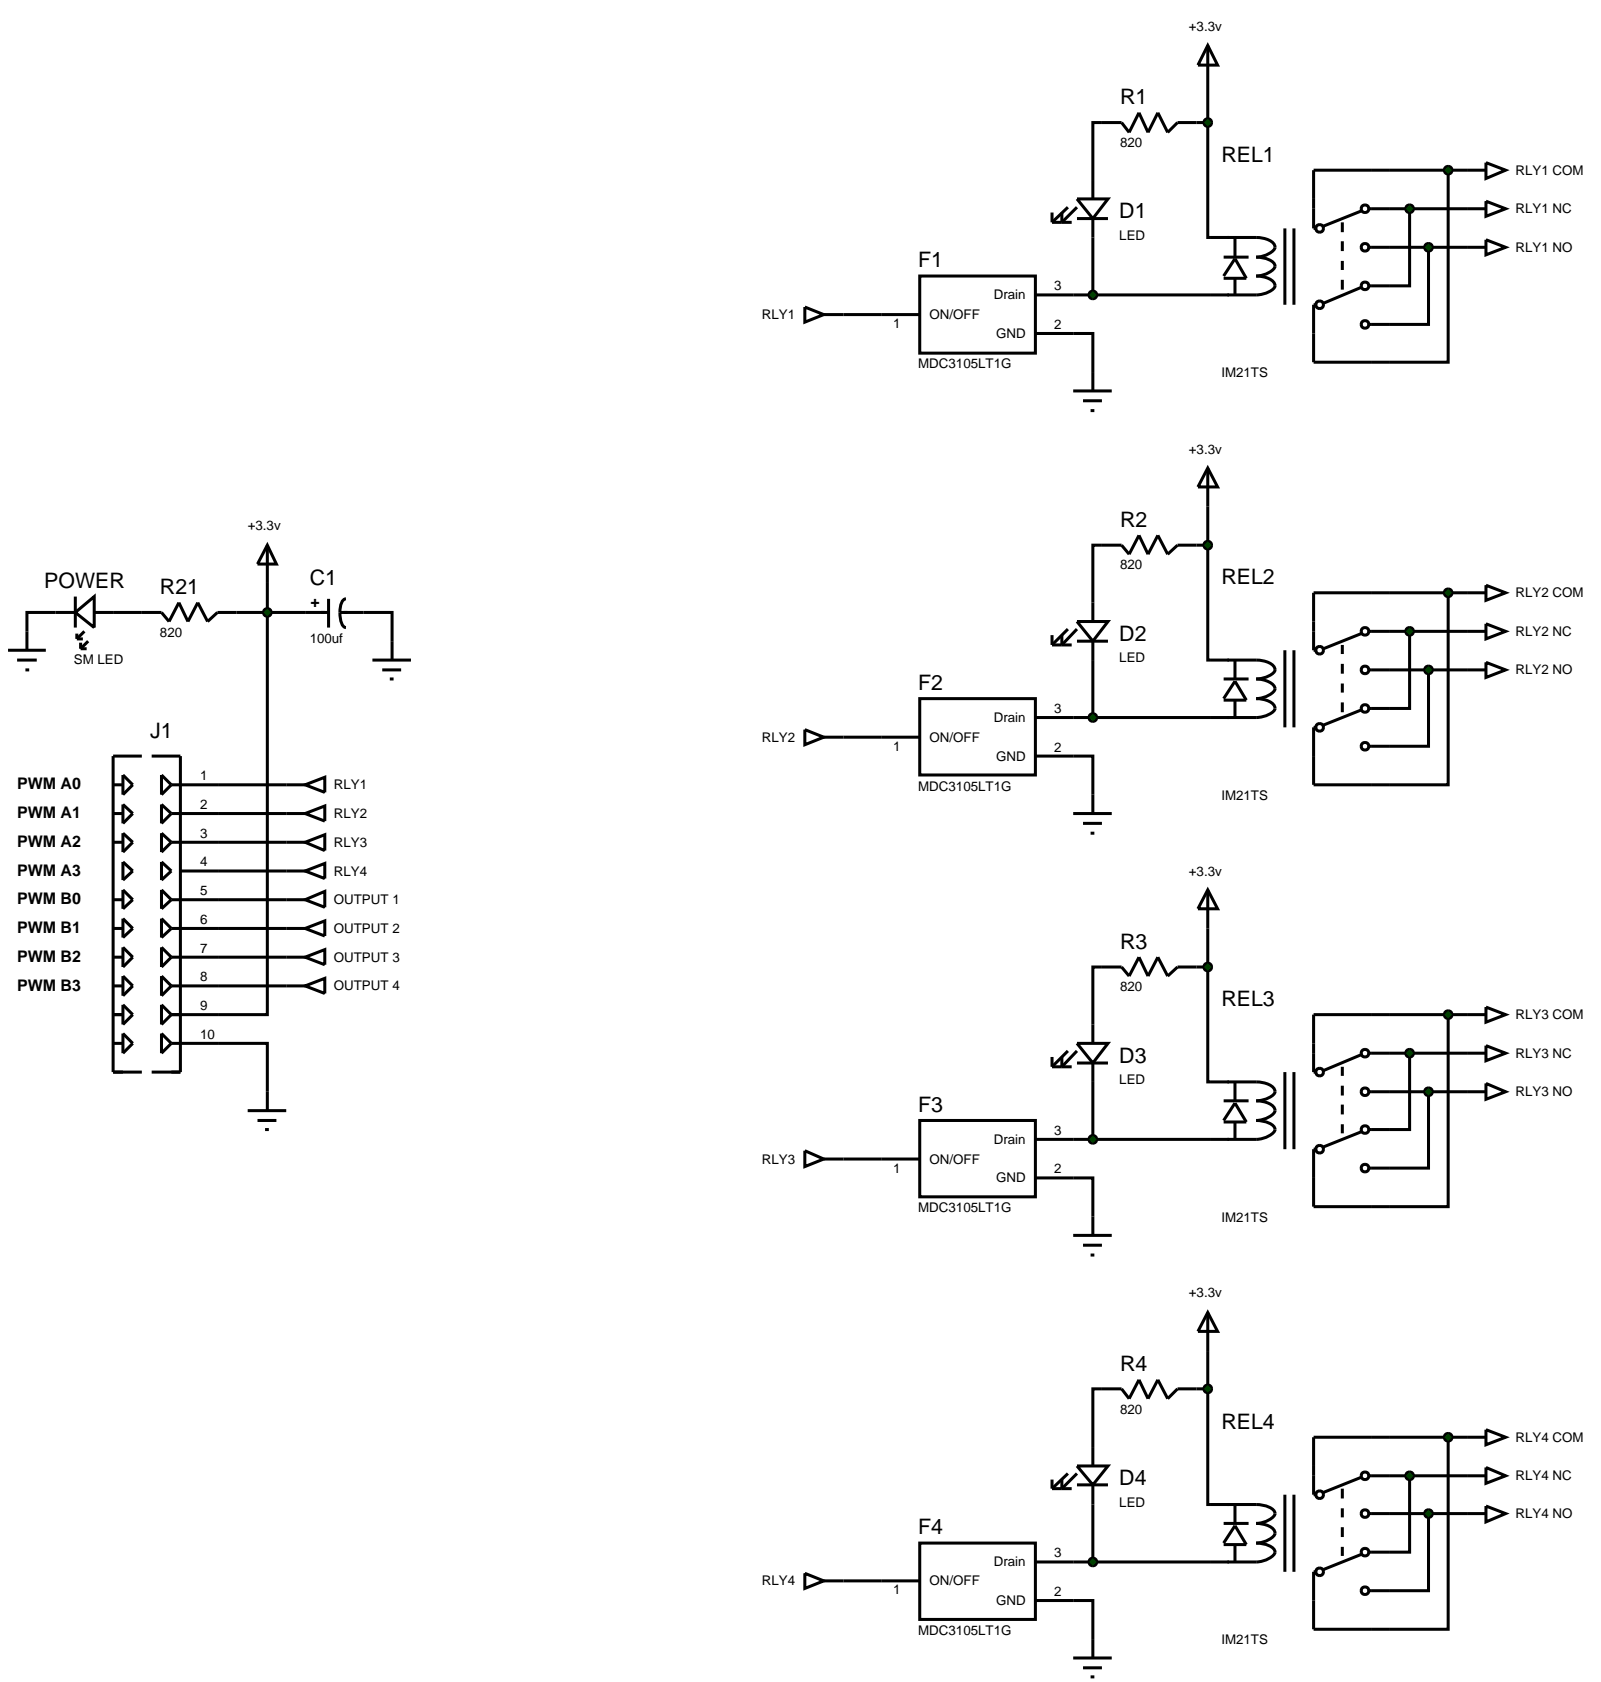 +3.3v
POWER
R21
C1
+
820
100uf
SM LED
J1
PWM A0
1
RLY1
PWM A1
2
RLY2
PWM A2
3
RLY3
PWM A3
4
RLY4
PWM B0
5
OUTPUT 1
PWM B1
6
OUTPUT 2
PWM B2
7
OUTPUT 3
PWM B3
8
OUTPUT 4
9
10
+3.3v
R1
820
REL1
D1
LED
F1
Drain
3
RLY1
1
ON/OFF
GND
2
MDC3105LT1G
IM21TS
RLY1 COM
RLY1 NC
RLY1 NO
+3.3v
R2
820
REL2
D2
LED
F2
Drain
3
RLY2
1
ON/OFF
GND
2
MDC3105LT1G
IM21TS
RLY2 COM
RLY2 NC
RLY2 NO
+3.3v
R3
820
REL3
D3
LED
F3
Drain
3
RLY3
1
ON/OFF
GND
2
MDC3105LT1G
IM21TS
RLY3 COM
RLY3 NC
RLY3 NO
+3.3v
R4
820
REL4
D4
LED
F4
Drain
3
RLY4
1
ON/OFF
GND
2
MDC3105LT1G
IM21TS
RLY4 COM
RLY4 NC
RLY4 NO